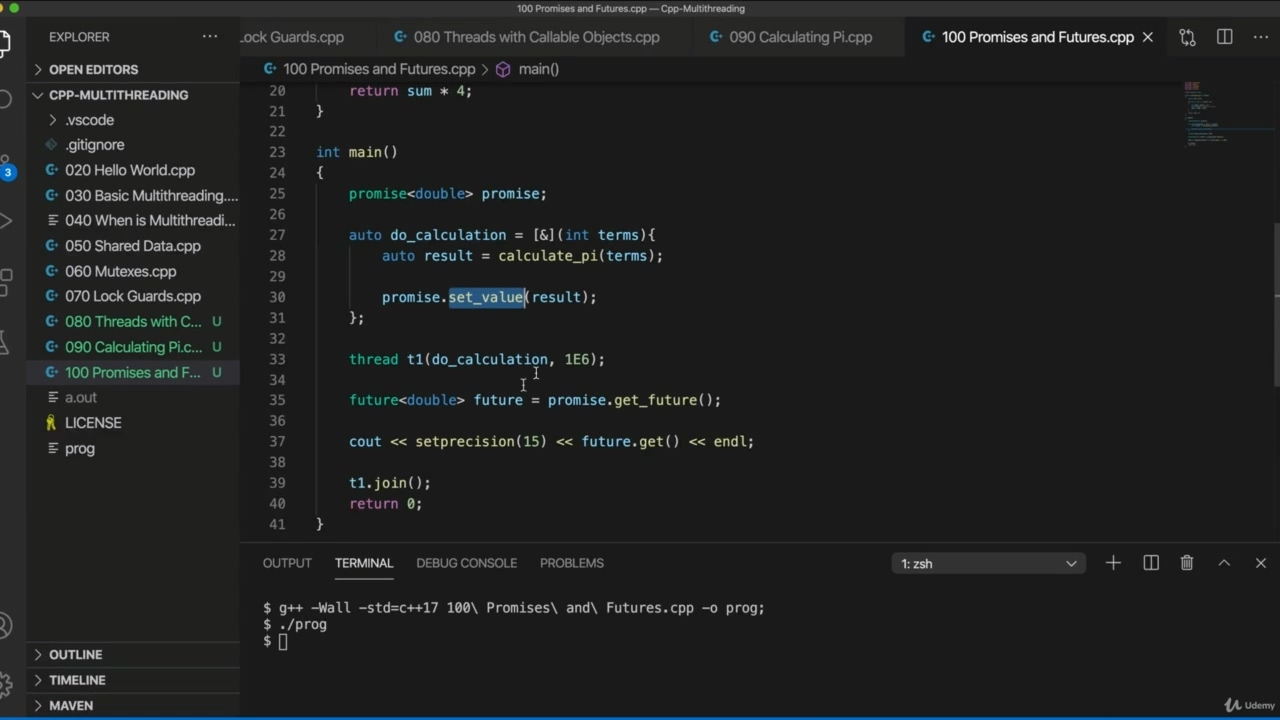 100 Promises and Futures.cpp — Cpp-Multithreading
EXPLORER
...
OPEN EDITORS
CPP-MULTITHREADING
.vscode
.gitignore
020 Hello World.cpp
030 Basic Multithreading....
040 When is Multithreadi...
050 Shared Data.cpp
060 Mutexes.cpp
070 Lock Guards.cpp
080 Threads with C... U
090 Calculating Pi.c... U
100 Promises and F... U
a.out
LICENSE
prog
OUTLINE
TIMELINE
MAVEN
3
ock Guards.cpp
080 Threads with Callable Objects.cpp
090 Calculating Pi.cpp
100 Promises and Futures.cpp
100 Promises and Futures.cpp > main()
20 return sum * 4;
21 }
22
23 int main()
24 {
25 promise<double> promise;
26
27 auto do_calculation = [&](int terms){
28 auto result = calculate_pi(terms);
29
30 promise.set_value(result);
31 };
32
33 thread t1(do_calculation, 1E6);
34
35 future<double> future = promise.get_future();
36
37 cout << setprecision(15) << future.get() << endl;
38
39 t1.join();
40 return 0;
41 }
OUTPUT TERMINAL DEBUG CONSOLE PROBLEMS
1: zsh
$ g++ -Wall -std=c++17 100\ Promises\ and\ Futures.cpp -o prog;
$ ./prog
$
Udemy